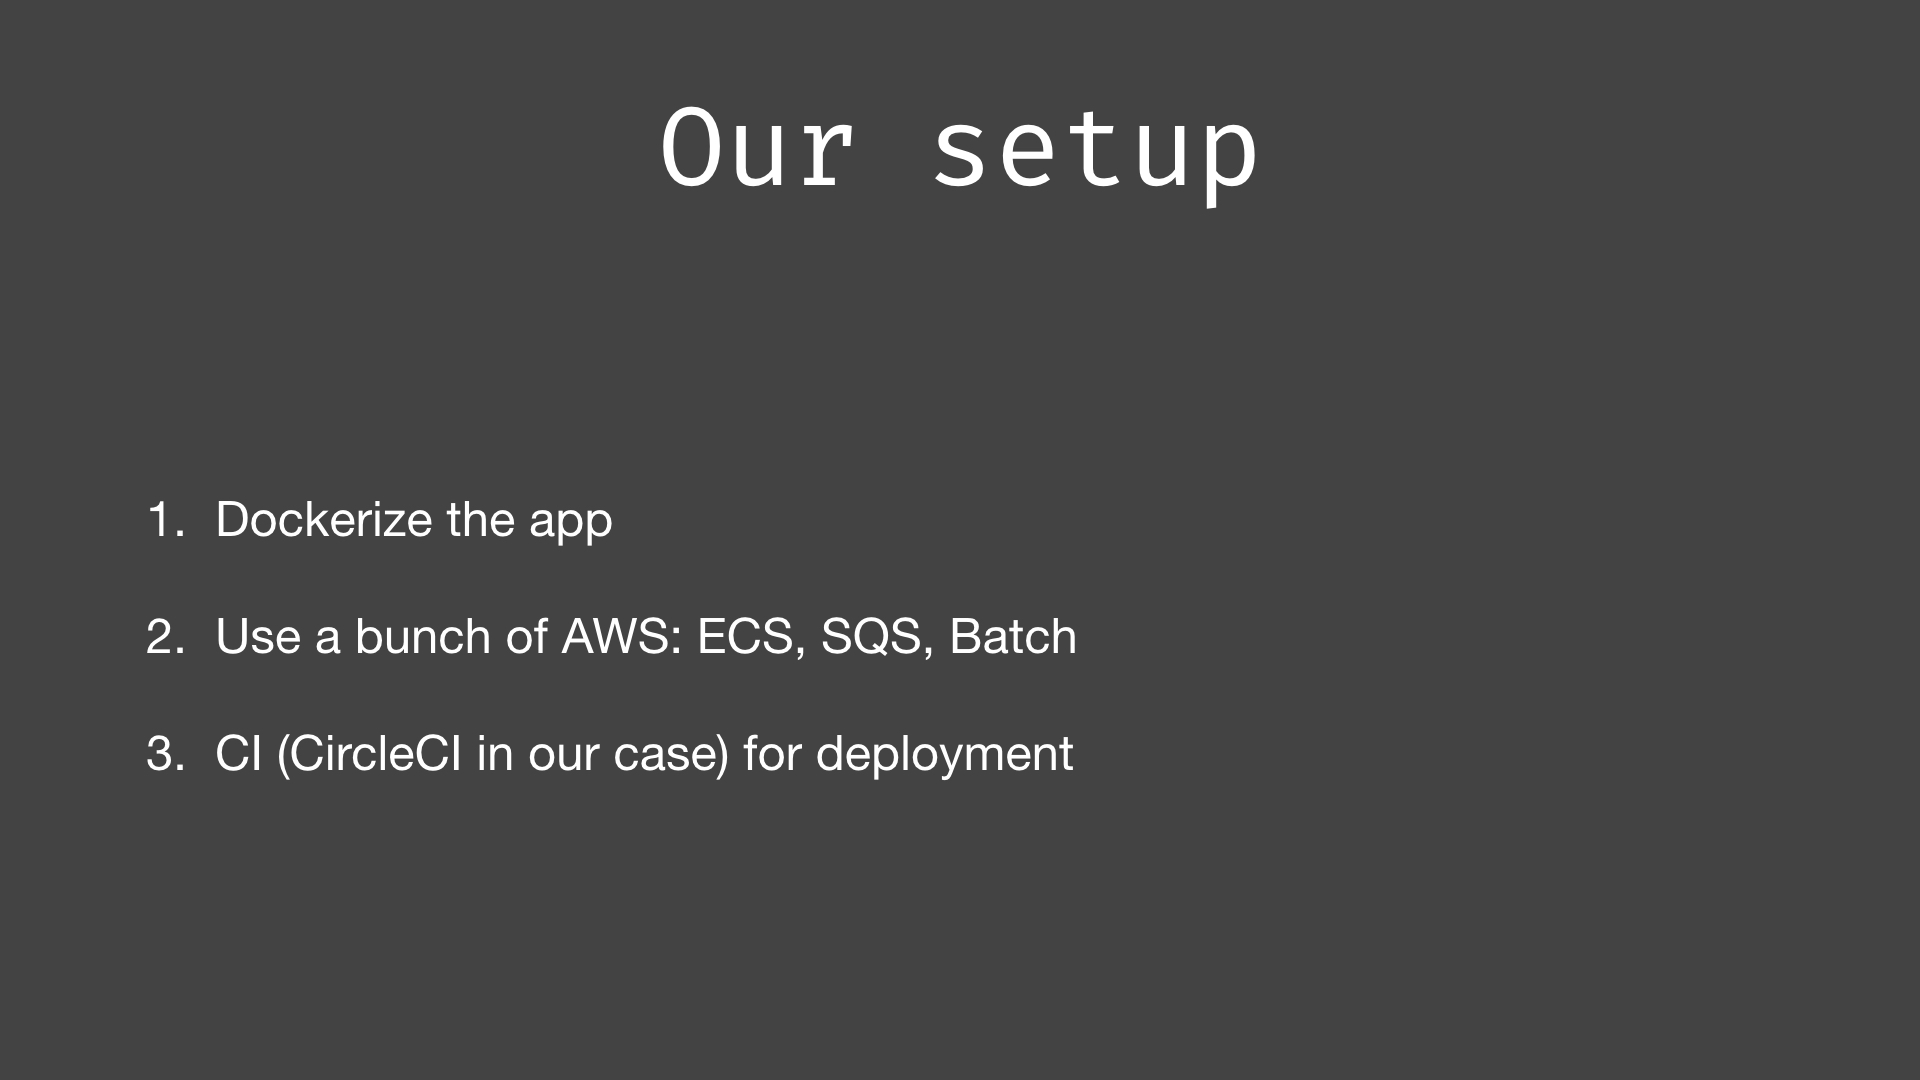 Our setup
1. Dockerize the app
2. Use a bunch of AWS: ECS, SQS, Batch
3. CI (CircleCI in our case) for deployment